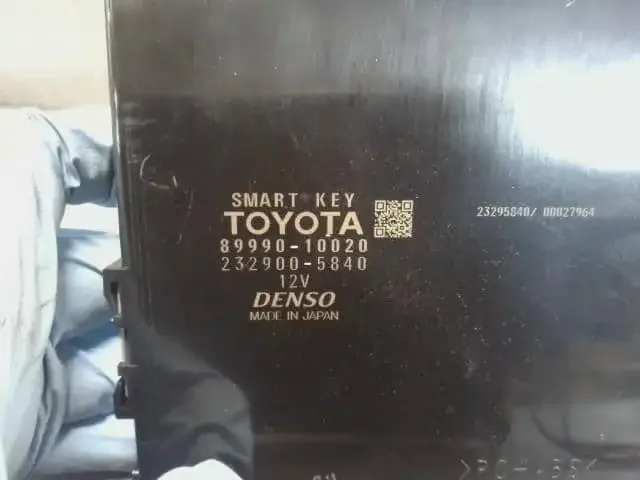 SMART KEY
TOYOTA
89990-10020
232900-5840
12V
DENSO
MADE IN JAPAN
23295840/ 00027964